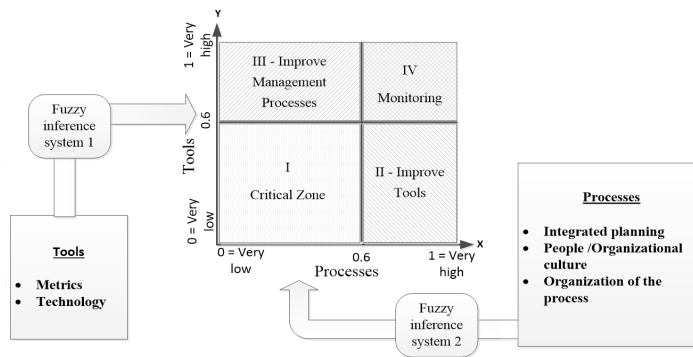 Y
1 = Very
high
0.6
Tools
0 = Very
low
III - Improve
Management
Processes
IV
Monitoring
I
Critical Zone
II - Improve
Tools
0 = Very
low
0.6
1 = Very
high
X
Processes
Fuzzy
inference
system 1
Tools
• Metrics
• Technology
Fuzzy
inference
system 2
Processes
• Integrated planning
• People /Organizational
culture
• Organization of the
process